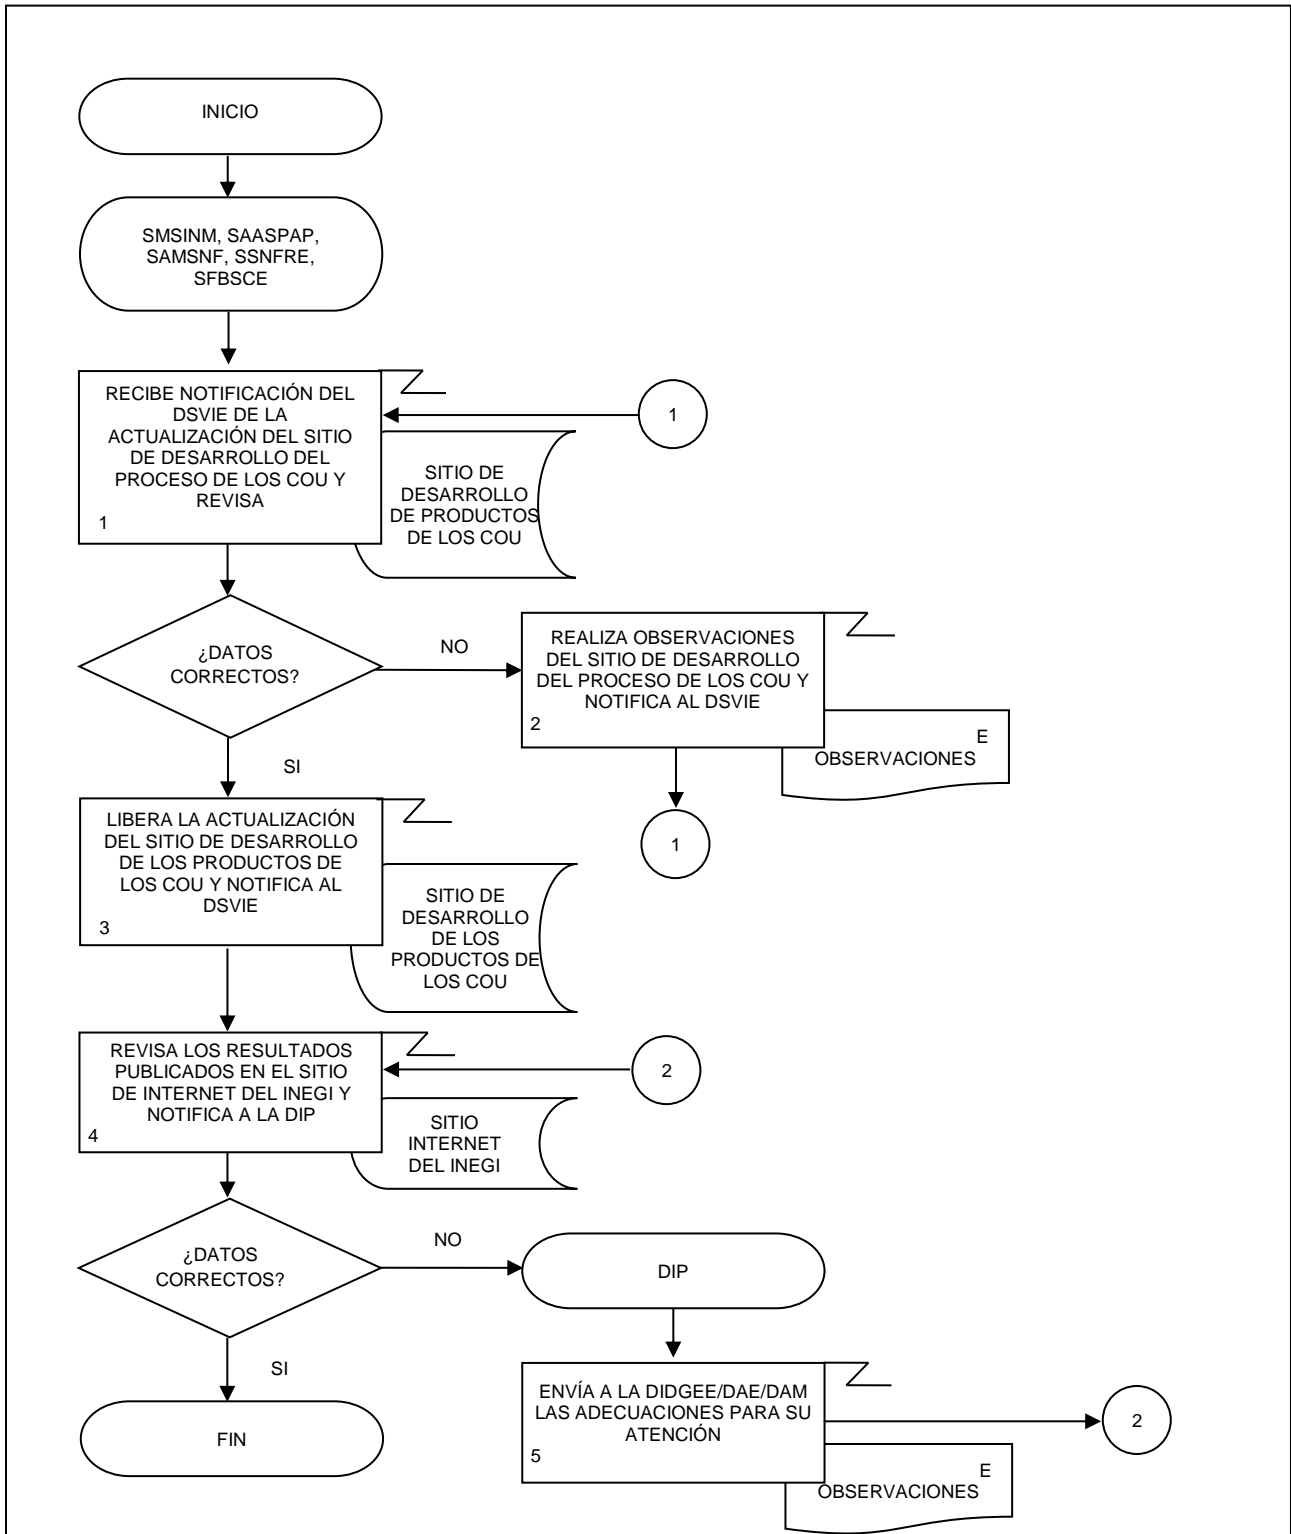 INICIO
SMSINM, SAASPAP,
SAMSNF, SSNFRE,
SFBSCE
RECIBE NOTIFICACIÓN DEL
DSVIE DE LA
ACTUALIZACIÓN DEL SITIO
DE DESARROLLO DEL
PROCESO DE LOS COU Y
REVISA
1
1
SITIO DE
DESARROLLO
DE PRODUCTOS
DE LOS COU
¿DATOS
CORRECTOS?
NO
REALIZA OBSERVACIONES
DEL SITIO DE DESARROLLO
DEL PROCESO DE LOS COU Y
NOTIFICA AL DSVIE
2
E
OBSERVACIONES
1
SI
LIBERA LA ACTUALIZACIÓN
DEL SITIO DE DESARROLLO
DE LOS PRODUCTOS DE
LOS COU Y NOTIFICA AL
DSVIE
3
SITIO DE
DESARROLLO
DE LOS
PRODUCTOS DE
LOS COU
REVISA LOS RESULTADOS
PUBLICADOS EN EL SITIO
DE INTERNET DEL INEGI Y
NOTIFICA A LA DIP
4
2
SITIO
INTERNET
DEL INEGI
¿DATOS
CORRECTOS?
NO
DIP
SI
FIN
ENVÍA A LA DIDGEE/DAE/DAM
LAS ADECUACIONES PARA SU
ATENCIÓN
5
2
E
OBSERVACIONES